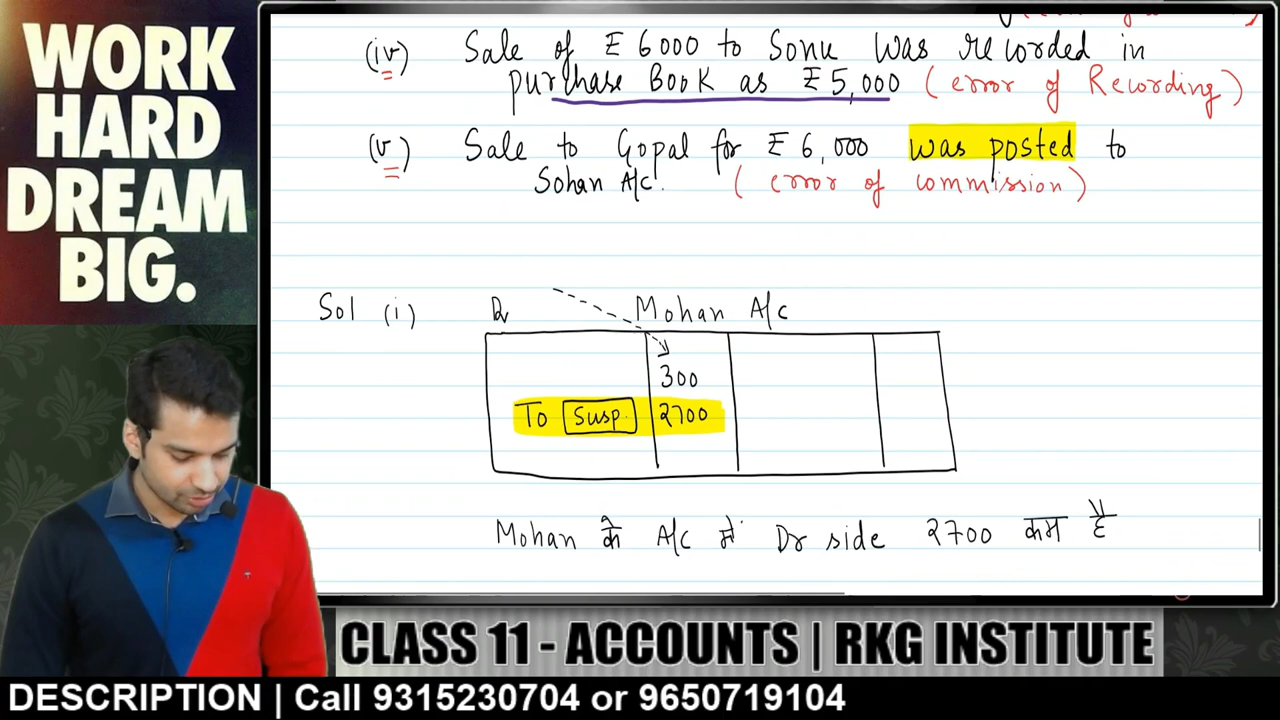 WORK
HARD
DREAM
BIG.
(iv) Sale of ₹ 6000 to Sonu was recorded in
purchase Book as ₹ 5,000 (error of Recording)
(v) Sale to Gopal for ₹ 6,000 was posted to
Sohan A/c. (error of commission)
Sol (i) Dr Mohan A/c
300
To Susp. 2700
Mohan के A/c में Dr side 2700 कम है
CLASS 11 - ACCOUNTS | RKG INSTITUTE
DESCRIPTION | Call 9315230704 or 9650719104